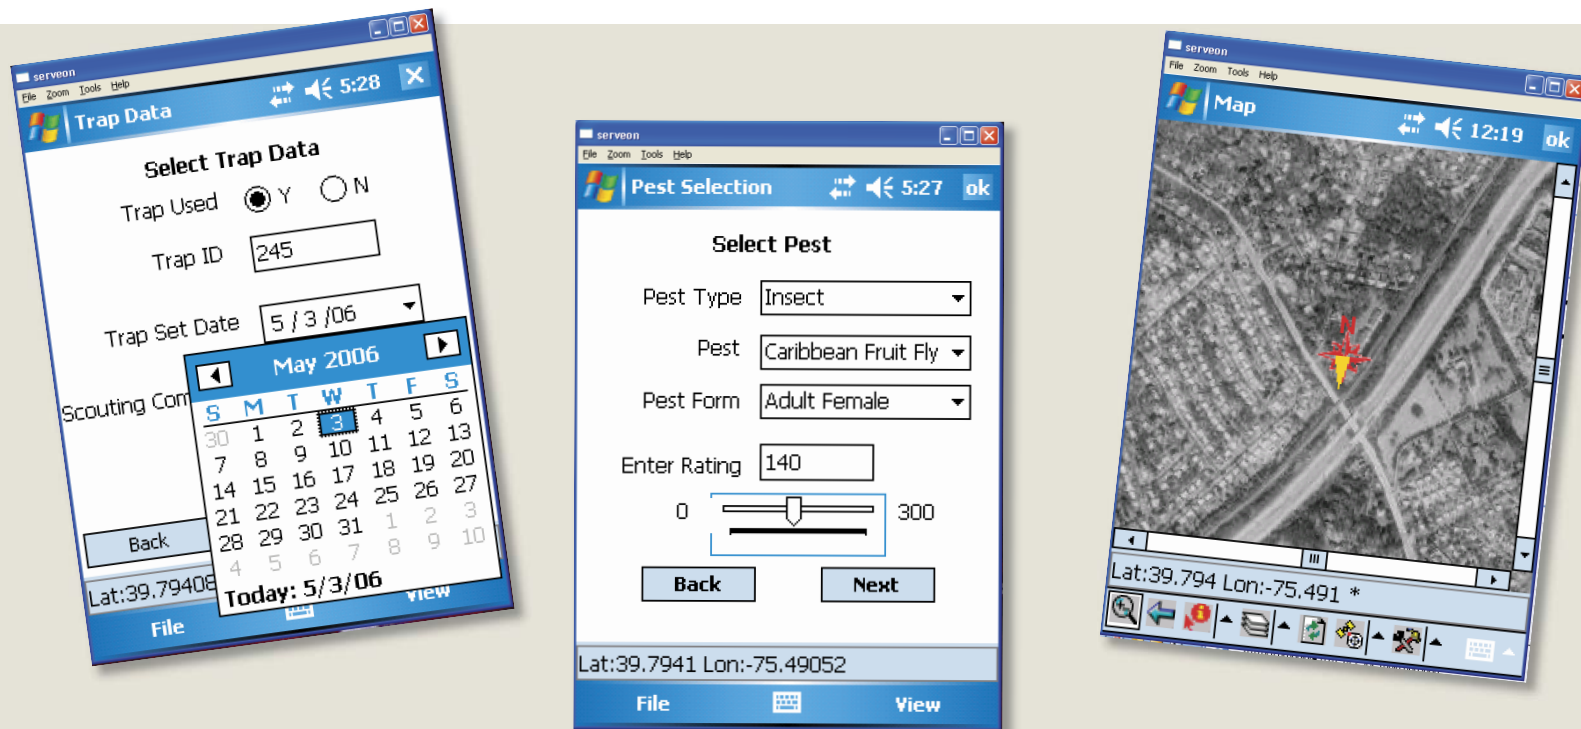 serveon
File Zoom Tools Help
Trap Data 5:28
Select Trap Data
Trap Used Y N
Trap ID 245
Trap Set Date 5 / 3 /06
May 2006
S M T W T F S
30 1 2 3 4 5 6
7 8 9 10 11 12 13
14 15 16 17 18 19 20
21 22 23 24 25 26 27
28 29 30 31 1 2 3
4 5 6 7 8 9 10
Today: 5/3/06
Scouting Com
Back
Lat:39.79408
File View
serveon
File Zoom Tools Help
Pest Selection 5:27 ok
Select Pest
Pest Type Insect
Pest Caribbean Fruit Fly
Pest Form Adult Female
Enter Rating 140
0 300
Back Next
Lat:39.7941 Lon:-75.49052
File View
serveon
File Zoom Tools Help
Map 12:19 ok
N
Lat:39.794 Lon:-75.491 *